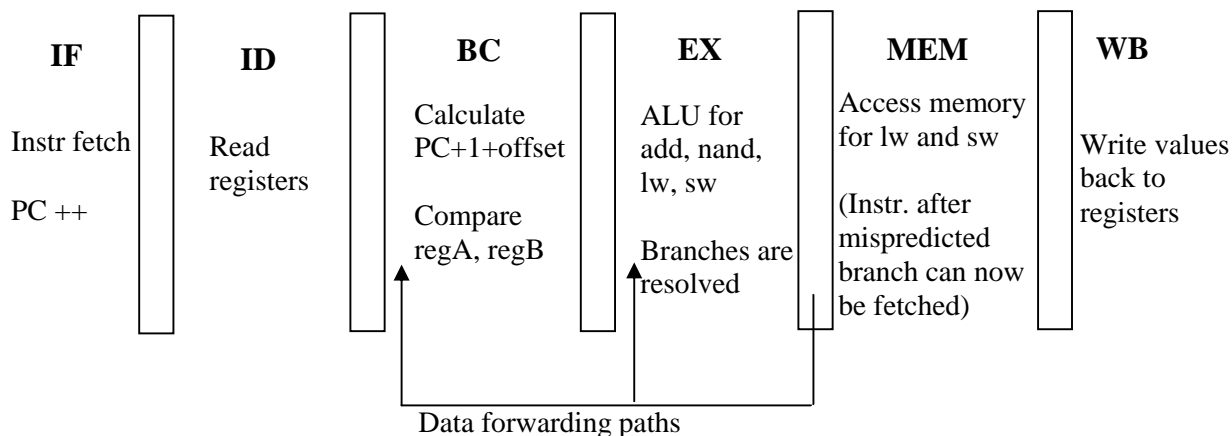 IF
Instr fetch
PC ++
ID
Read
registers
BC
Calculate
PC+1+offset
Compare
regA, regB
EX
ALU for
add, nand,
lw, sw
Branches are
resolved
MEM
Access memory
for lw and sw
(Instr. after
mispredicted
branch can now
be fetched)
WB
Write values
back to
registers
Data forwarding paths